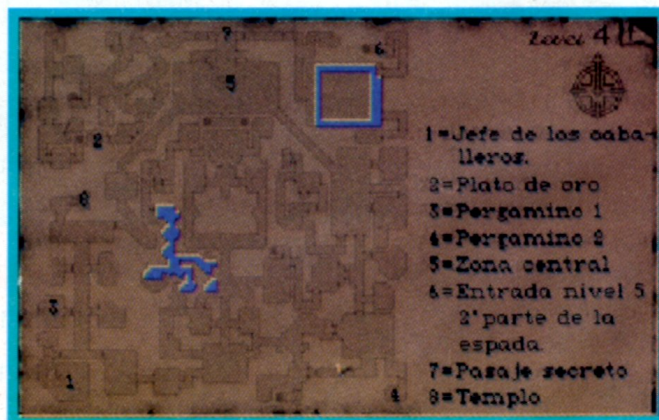 Level 4
7
6
5
2
8
3
1
4
1=Jefe de los caba-
lleros.
2=Plato de oro
3=Pergamino 1
4=Pergamino 2
5=Zona central
6=Entrada nivel 5
2ª parte de la
espada.
7=Pasaje secreto
8=Templo